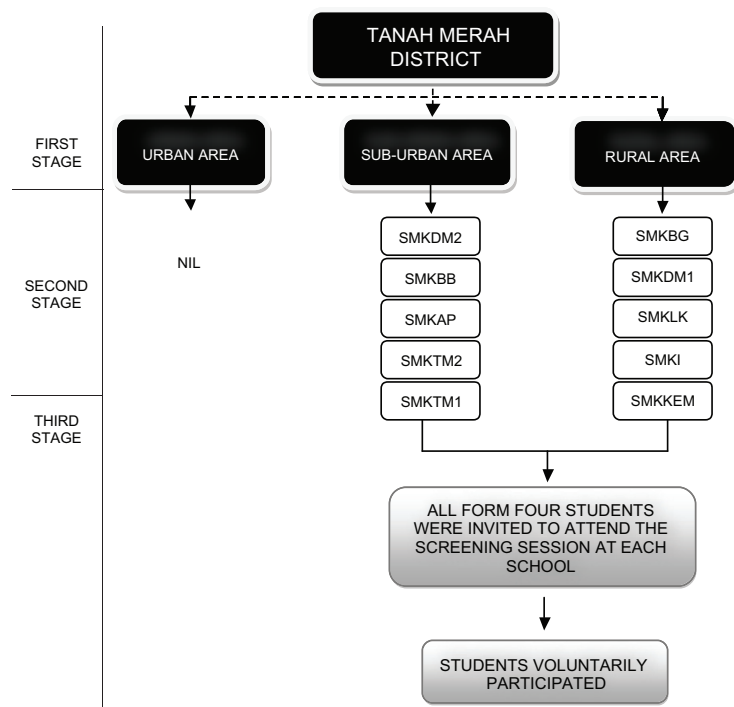 TANAH MERAH
DISTRICT
FIRST
STAGE
URBAN AREA
SUB-URBAN AREA
RURAL AREA
SECOND
STAGE
NIL
SMKDM2
SMKBB
SMKAP
SMKTM2
SMKTM1
SMKBG
SMKDM1
SMKLK
SMKI
SMKKEM
THIRD
STAGE
ALL FORM FOUR STUDENTS
WERE INVITED TO ATTEND THE
SCREENING SESSION AT EACH
SCHOOL
STUDENTS VOLUNTARILY
PARTICIPATED